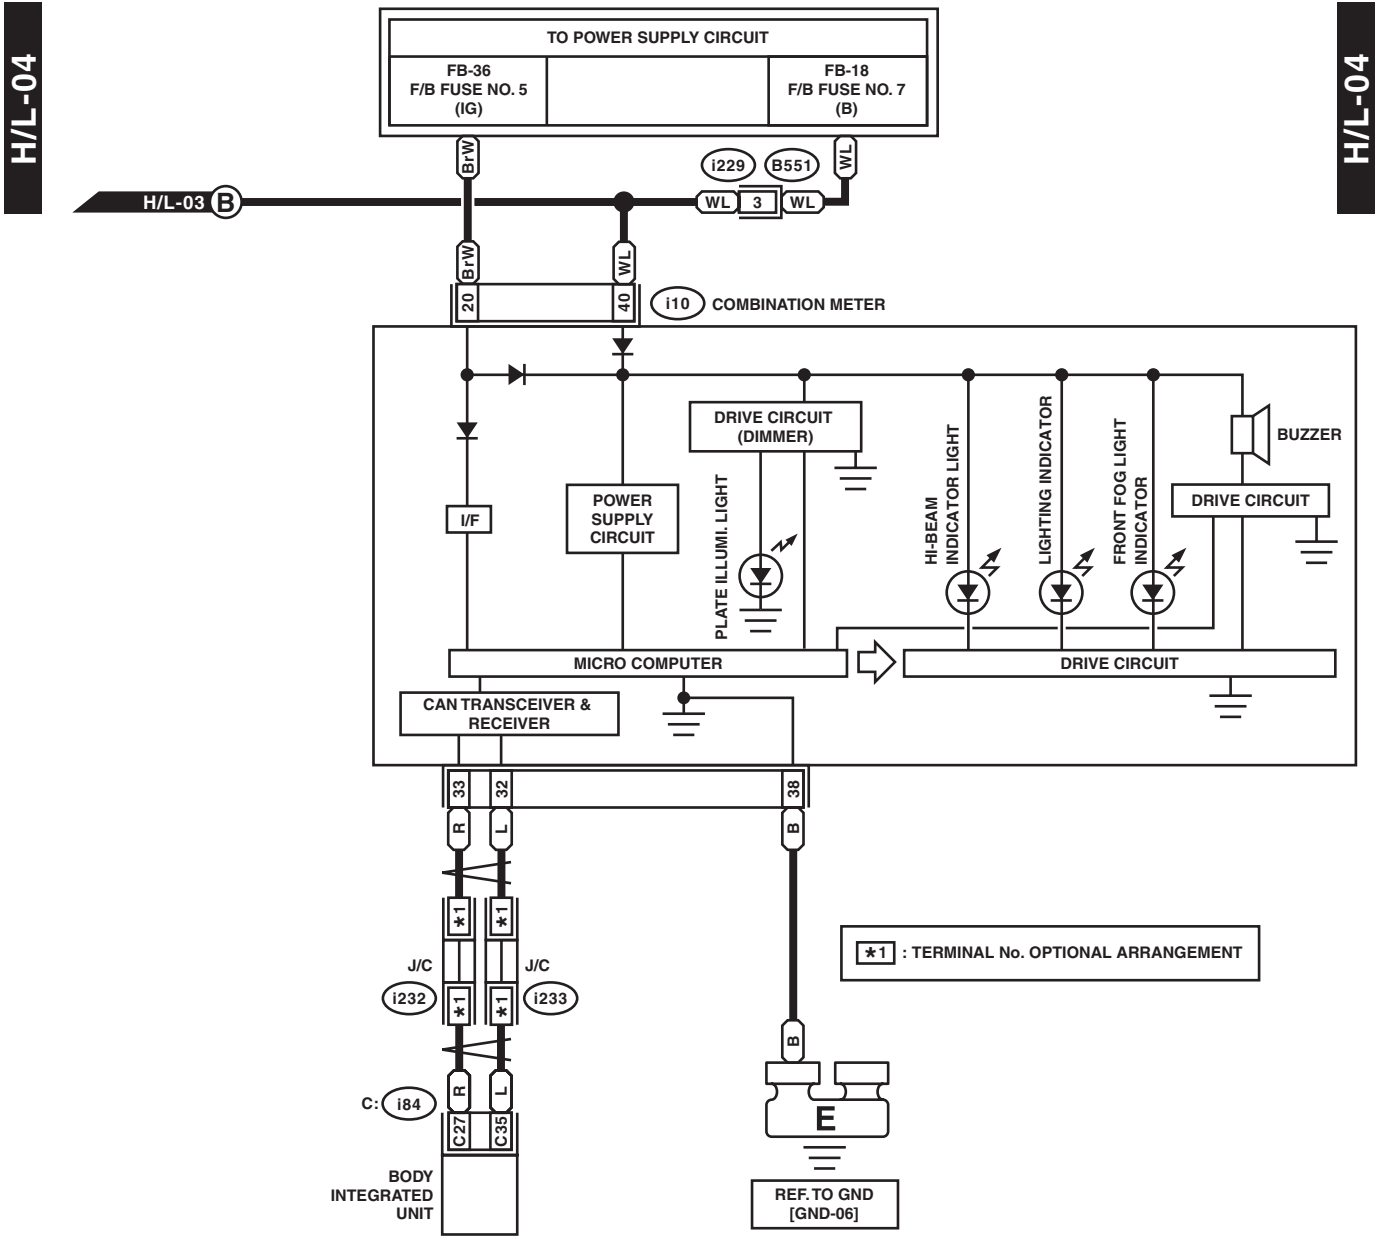 H/L-04
H/L-04
TO POWER SUPPLY CIRCUIT
FB-36
F/B FUSE NO. 5
(IG)
FB-18
F/B FUSE NO. 7
(B)
BrW
WL
i229
B551
H/L-03
B
WL
3
WL
BrW
WL
20
40
i10
COMBINATION METER
DRIVE CIRCUIT
(DIMMER)
BUZZER
HI-BEAM
INDICATOR LIGHT
LIGHTING INDICATOR
FRONT FOG LIGHT
INDICATOR
PLATE ILLUMI. LIGHT
POWER
SUPPLY
CIRCUIT
I/F
DRIVE CIRCUIT
MICRO COMPUTER
DRIVE CIRCUIT
CAN TRANSCEIVER &
RECEIVER
33
32
38
R
L
B
*1
*1
J/C
J/C
i232
*1
*1
i233
*1 : TERMINAL No. OPTIONAL ARRANGEMENT
B
R
L
C:
i84
C27
C35
E
BODY
INTEGRATED
UNIT
REF. TO GND
[GND-06]